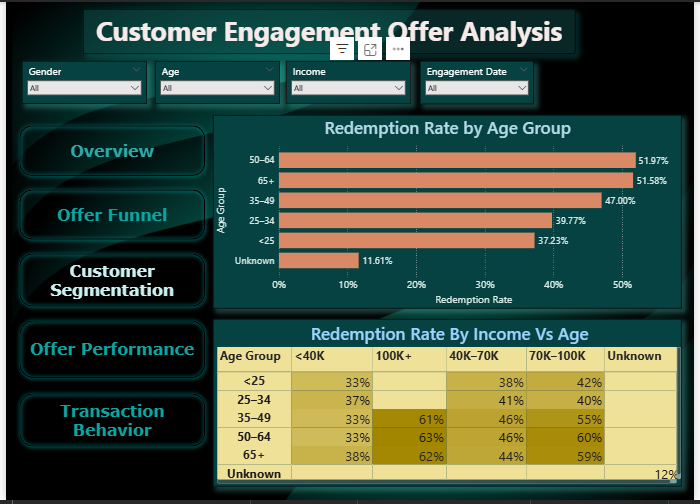 Customer Engagement Offer Analysis
Gender
All
Age
All
Income
All
Engagement Date
All
Overview
Offer Funnel
Customer
Segmentation
Offer Performance
Transaction
Behavior
Redemption Rate by Age Group
Age Group
50–64 51.97%
65+ 51.58%
35–49 47.00%
25–34 39.77%
<25 37.23%
Unknown 11.61%
0% 10% 20% 30% 40% 50%
Redemption Rate
Redemption Rate By Income Vs Age
Age Group <40K 100K+ 40K–70K 70K–100K Unknown
<25 33% 38% 42%
25–34 37% 41% 40%
35–49 33% 61% 46% 55%
50–64 33% 63% 46% 60%
65+ 38% 62% 44% 59%
Unknown 12%